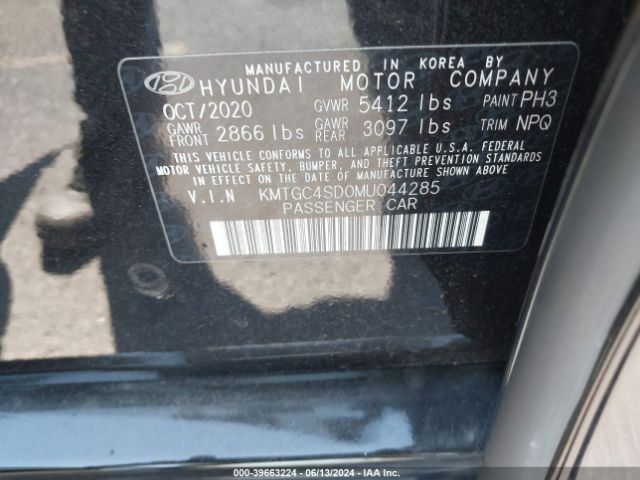 MANUFACTURED IN KOREA BY
HYUNDAI MOTOR COMPANY
OCT/2020 GVWR 5412 lbs PAINT PH3
GAWR FRONT 2866 lbs GAWR REAR 3097 lbs TRIM NPQ
THIS VEHICLE CONFORMS TO ALL APPLICABLE U.S.A. FEDERAL
MOTOR VEHICLE SAFETY, BUMPER, AND THEFT PREVENTION STANDARDS
IN EFFECT ON THE DATE OF MANUFACTURE SHOWN ABOVE
V.I.N KMTGC4SD0MU044285
PASSENGER CAR
000-39663224 - 06/13/2024 - IAA Inc.